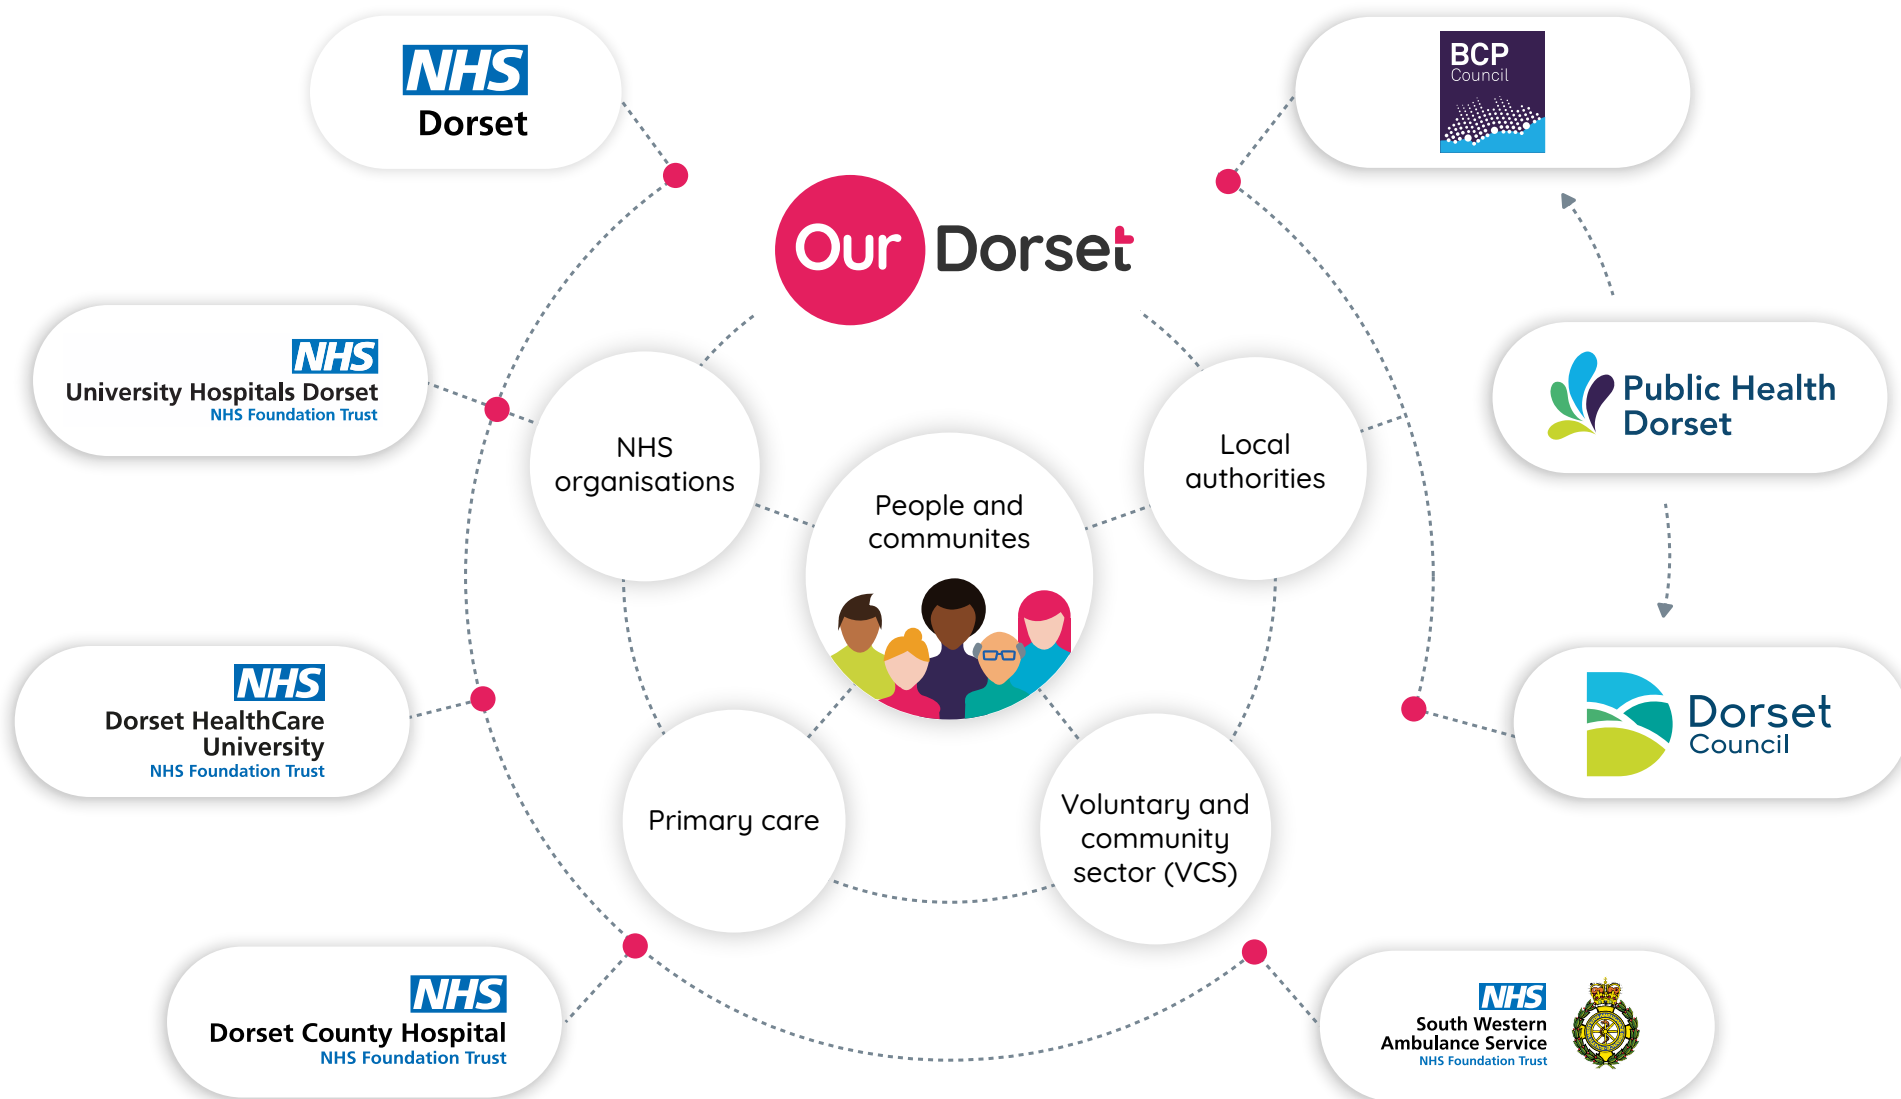 NHS
Dorset
BCP
Council
Our Dorset
NHS
University Hospitals Dorset
NHS Foundation Trust
Public Health
Dorset
NHS
organisations
Local
authorities
People and
communites
NHS
Dorset HealthCare
University
NHS Foundation Trust
Dorset
Council
Primary care
Voluntary and
community
sector (VCS)
NHS
Dorset County Hospital
NHS Foundation Trust
NHS
South Western
Ambulance Service
NHS Foundation Trust